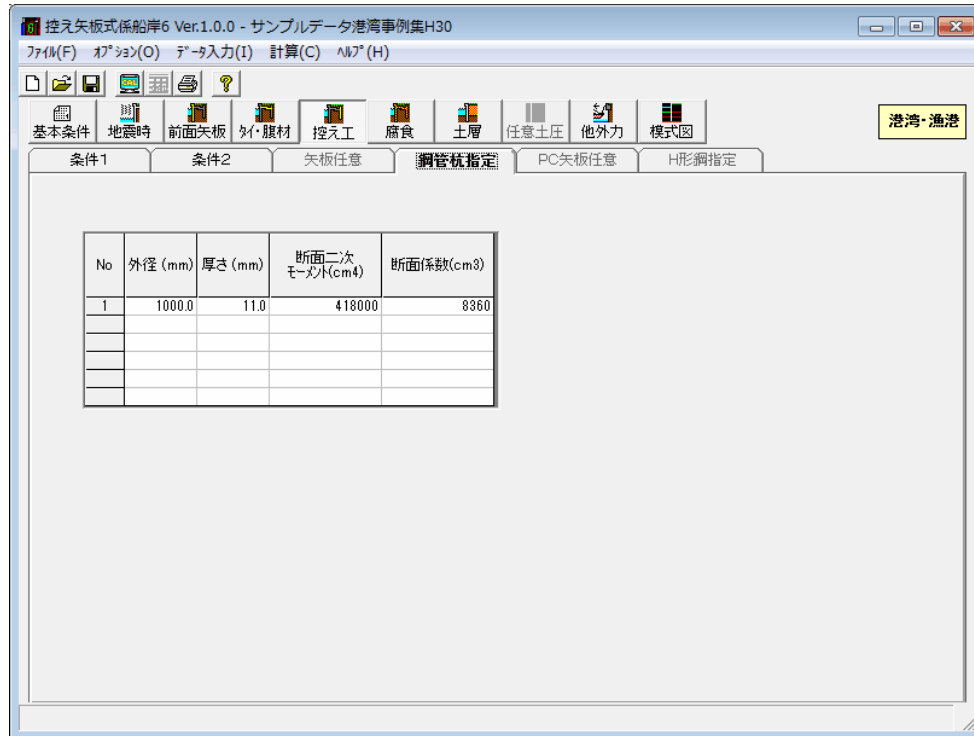 控え矢板式係船岸6 Ver.1.0.0 - サンプルデータ港湾事例集H30
ファイル(F) オプション(O) データ入力(I) 計算(C) ヘルプ(H)
基本条件 地震時 前面矢板 タイ・腹材 控え工 腐食 土層 任意土圧 他外力 模式図 港湾・漁港
条件1 条件2 矢板任意 鋼管杭指定 PC矢板任意 H形鋼指定
No 外径 (mm) 厚さ (mm) 断面二次モーメント(cm4) 断面係数(cm3)
1 1000.0 11.0 418000 8360